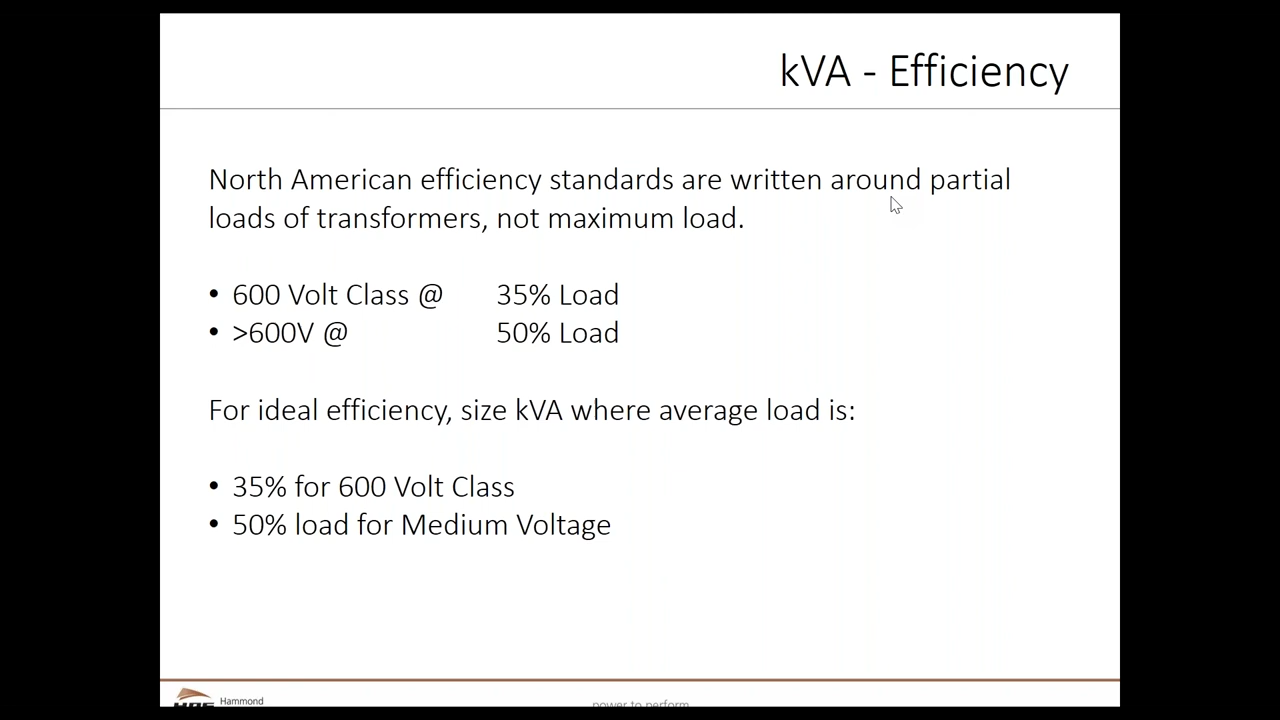 kVA - Efficiency
North American efficiency standards are written around partial
loads of transformers, not maximum load.
• 600 Volt Class @ 35% Load
• >600V @ 50% Load
For ideal efficiency, size kVA where average load is:
• 35% for 600 Volt Class
• 50% load for Medium Voltage
HPS Hammond
power to perform